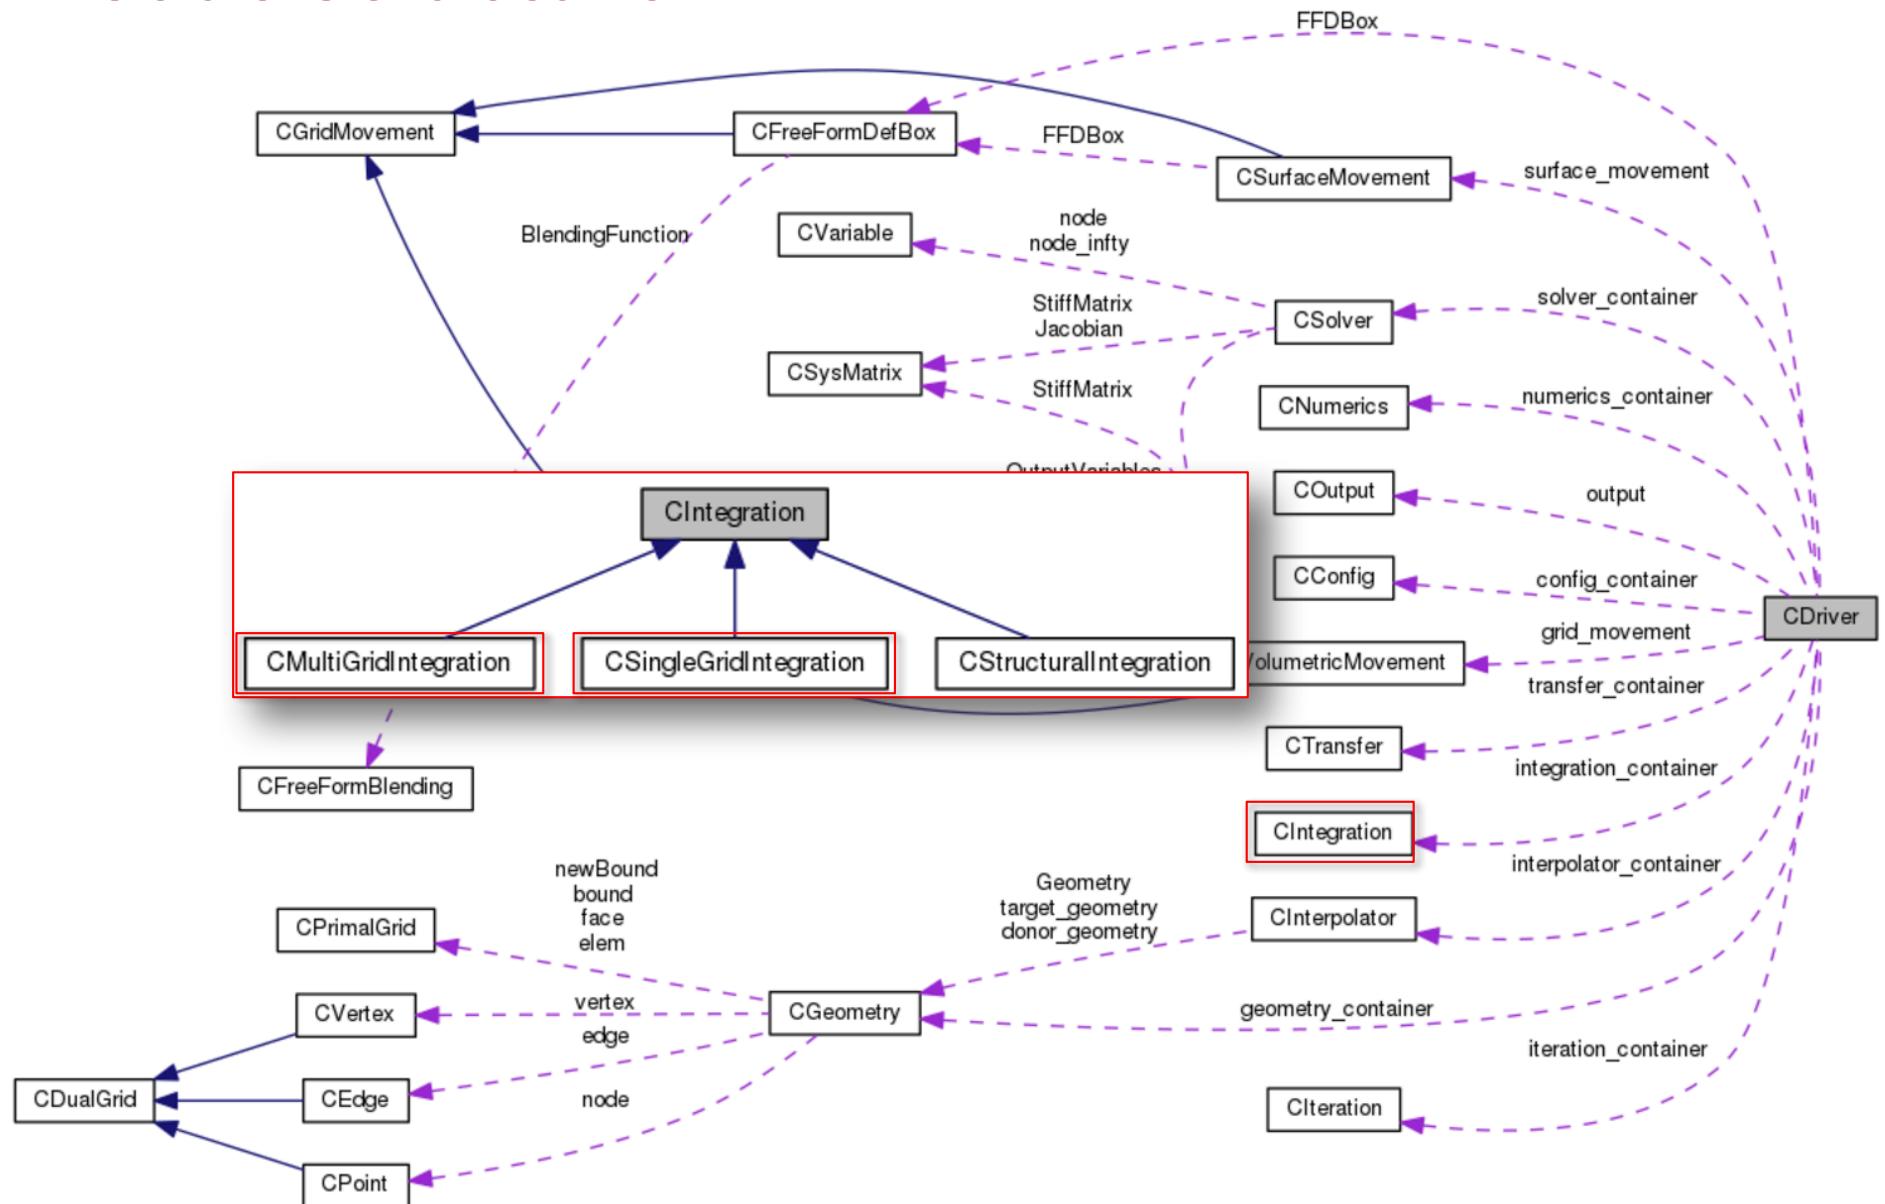 FFDBox
CGridMovement
CFreeFormDefBox
FFDBox
CSurfaceMovement
surface_movement
BlendingFunction
CVariable
node
node_infty
StiffMatrix
Jacobian
CSolver
solver_container
CSysMatrix
StiffMatrix
CNumerics
numerics_container
OutputVariables
COutput
output
CIntegration
CConfig
config_container
CDriver
grid_movement
CMultiGridIntegration
CSingleGridIntegration
CStructuralIntegration
VolumetricMovement
transfer_container
CTransfer
integration_container
CFreeFormBlending
CIntegration
interpolator_container
newBound
bound
face
elem
CPrimalGrid
Geometry
target_geometry
donor_geometry
CInterpolator
CVertex
vertex
CGeometry
geometry_container
edge
iteration_container
CDualGrid
CEdge
node
CIteration
CPoint